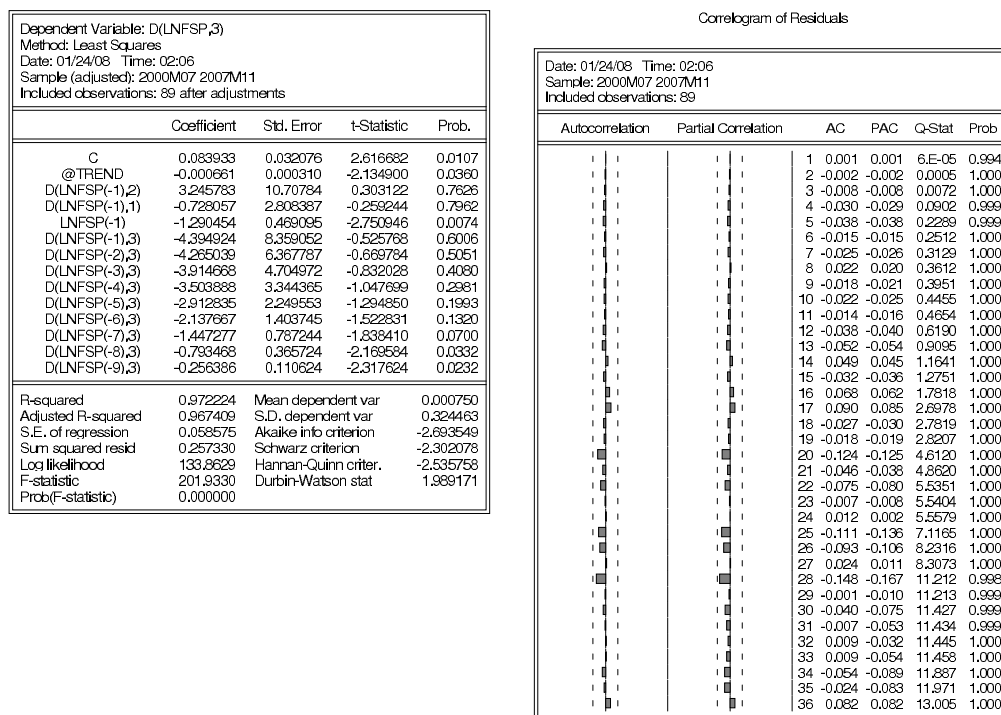 Dependent Variable: D(LNFSP,3)
Method: Least Squares
Date: 01/24/08 Time: 02:06
Sample (adjusted): 2000M07 2007M11
Included observations: 89 after adjustments
Coefficient Std. Error t-Statistic Prob.
C 0.083933 0.032076 2.616682 0.0107
@TREND -0.000661 0.000310 -2.134900 0.0360
D(LNFSP(-1),2) 3.245783 10.70784 0.303122 0.7626
D(LNFSP(-1),1) -0.728057 2.808387 -0.259244 0.7962
LNFSP(-1) -1.290454 0.469095 -2.750946 0.0074
D(LNFSP(-1),3) -4.394924 8.359052 -0.525768 0.6006
D(LNFSP(-2),3) -4.265039 6.367787 -0.669784 0.5051
D(LNFSP(-3),3) -3.914668 4.704972 -0.832028 0.4080
D(LNFSP(-4),3) -3.503888 3.344365 -1.047699 0.2981
D(LNFSP(-5),3) -2.912835 2.249553 -1.294850 0.1993
D(LNFSP(-6),3) -2.137667 1.403745 -1.522831 0.1320
D(LNFSP(-7),3) -1.447277 0.787244 -1.838410 0.0700
D(LNFSP(-8),3) -0.793468 0.365724 -2.169584 0.0332
D(LNFSP(-9),3) -0.256386 0.110624 -2.317624 0.0232
R-squared 0.972224 Mean dependent var 0.000750
Adjusted R-squared 0.967409 S.D. dependent var 0.324463
S.E. of regression 0.058575 Akaike info criterion -2.693549
Sum squared resid 0.257330 Schwarz criterion -2.302078
Log likelihood 133.8629 Hannan-Quinn criter. -2.535758
F-statistic 201.9330 Durbin-Watson stat 1.989171
Prob(F-statistic) 0.000000
Correlogram of Residuals
Date: 01/24/08 Time: 02:06
Sample: 2000M07 2007M11
Included observations: 89
Autocorrelation Partial Correlation AC PAC Q-Stat Prob
1 0.001 0.001 6.E-05 0.994
2 -0.002 -0.002 0.0005 1.000
3 -0.008 -0.008 0.0072 1.000
4 -0.030 -0.029 0.0902 0.999
5 -0.038 -0.038 0.2289 0.999
6 -0.015 -0.015 0.2512 1.000
7 -0.025 -0.026 0.3129 1.000
8 0.022 0.020 0.3612 1.000
9 -0.018 -0.021 0.3951 1.000
10 -0.022 -0.025 0.4455 1.000
11 -0.014 -0.016 0.4654 1.000
12 -0.038 -0.040 0.6190 1.000
13 -0.052 -0.054 0.9095 1.000
14 0.049 0.045 1.1641 1.000
15 -0.032 -0.036 1.2751 1.000
16 0.068 0.062 1.7818 1.000
17 0.090 0.085 2.6978 1.000
18 -0.027 -0.030 2.7819 1.000
19 -0.018 -0.019 2.8207 1.000
20 -0.124 -0.125 4.6120 1.000
21 -0.046 -0.038 4.8620 1.000
22 -0.075 -0.080 5.5351 1.000
23 -0.007 -0.008 5.5404 1.000
24 0.012 0.002 5.5579 1.000
25 -0.111 -0.136 7.1165 1.000
26 -0.093 -0.106 8.2316 1.000
27 0.024 0.011 8.3073 1.000
28 -0.148 -0.167 11.212 0.998
29 -0.001 -0.010 11.213 0.999
30 -0.040 -0.075 11.427 0.999
31 -0.007 -0.053 11.434 0.999
32 0.009 -0.032 11.445 1.000
33 0.009 -0.054 11.458 1.000
34 -0.054 -0.089 11.887 1.000
35 -0.024 -0.083 11.971 1.000
36 0.082 0.082 13.005 1.000